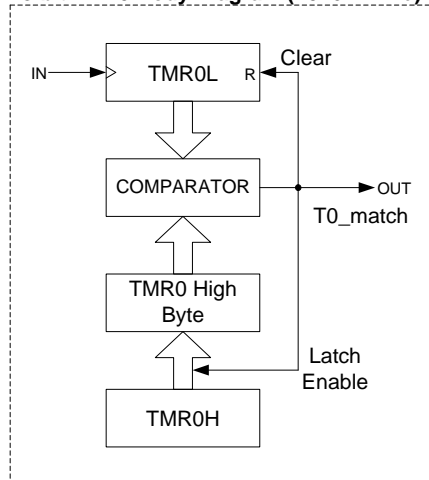 IN
TMR0L
R
Clear
COMPARATOR
OUT
T0_match
TMR0 High
Byte
Latch
Enable
TMR0H